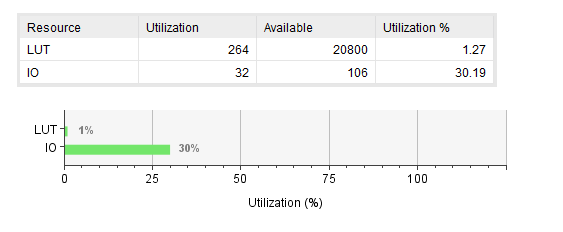 Resource Utilization Available Utilization %
LUT 264 20800 1.27
IO 32 106 30.19
LUT 1%
IO 30%
0 25 50 75 100
Utilization (%)